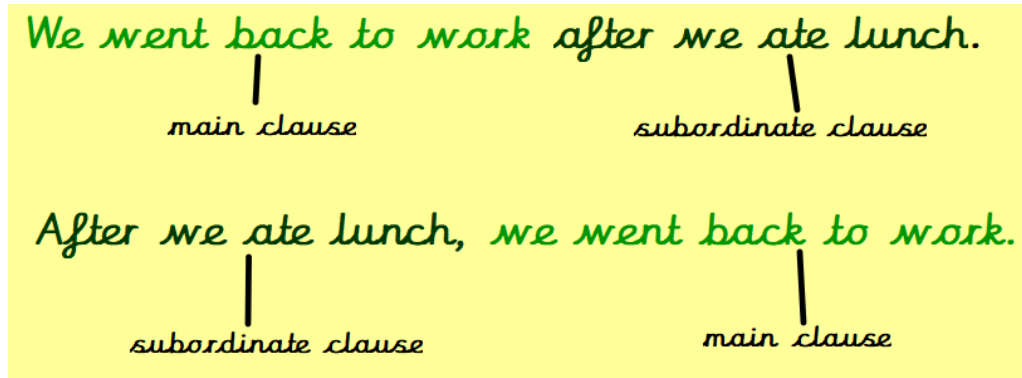 We went back to work after we ate lunch.
main clause subordinate clause
After we ate lunch, we went back to work.
subordinate clause main clause